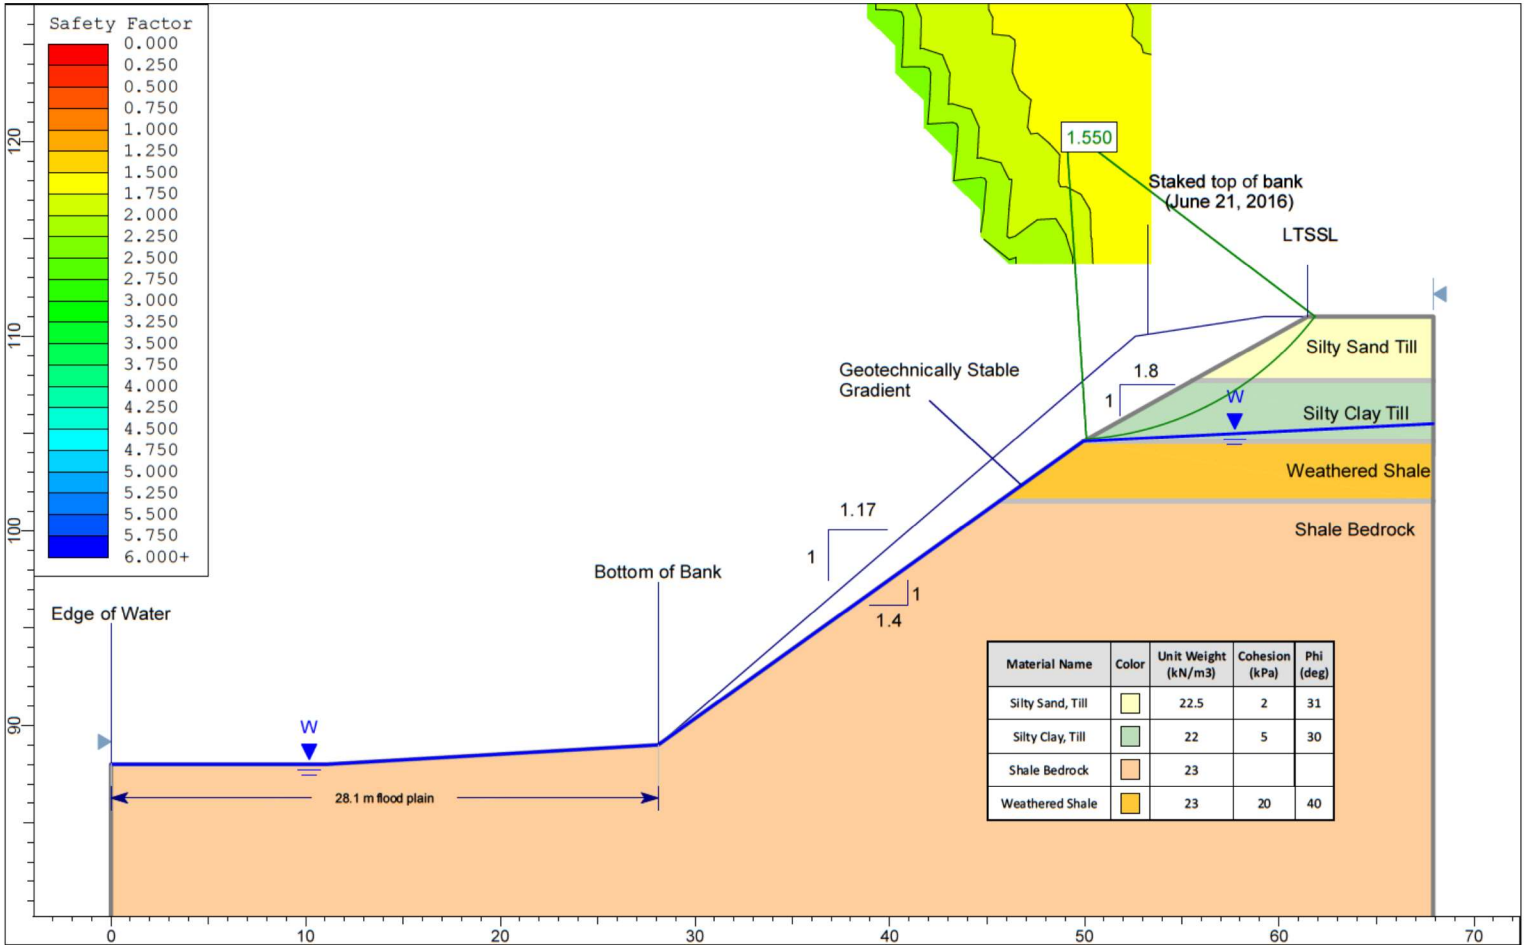 Safety Factor
0.000
0.250
0.500
0.750
1.000
1.250
1.500
1.750
2.000
2.250
2.500
2.750
3.000
3.250
3.500
3.750
4.000
4.250
4.500
4.750
5.000
5.250
5.500
5.750
6.000+
120
110
100
90
1.550
Staked top of bank
(June 21, 2016)
LTSSL
Geotechnically Stable
Gradient
1.8
1
Silty Sand Till
W
Silty Clay Till
Weathered Shale
Shale Bedrock
1.17
1
1
1.4
Bottom of Bank
Edge of Water
W
28.1 m flood plain
Material Name Color Unit Weight (kN/m3) Cohesion (kPa) Phi (deg)
Silty Sand, Till 22.5 2 31
Silty Clay, Till 22 5 30
Shale Bedrock 23
Weathered Shale 23 20 40
0 10 20 30 40 50 60 70